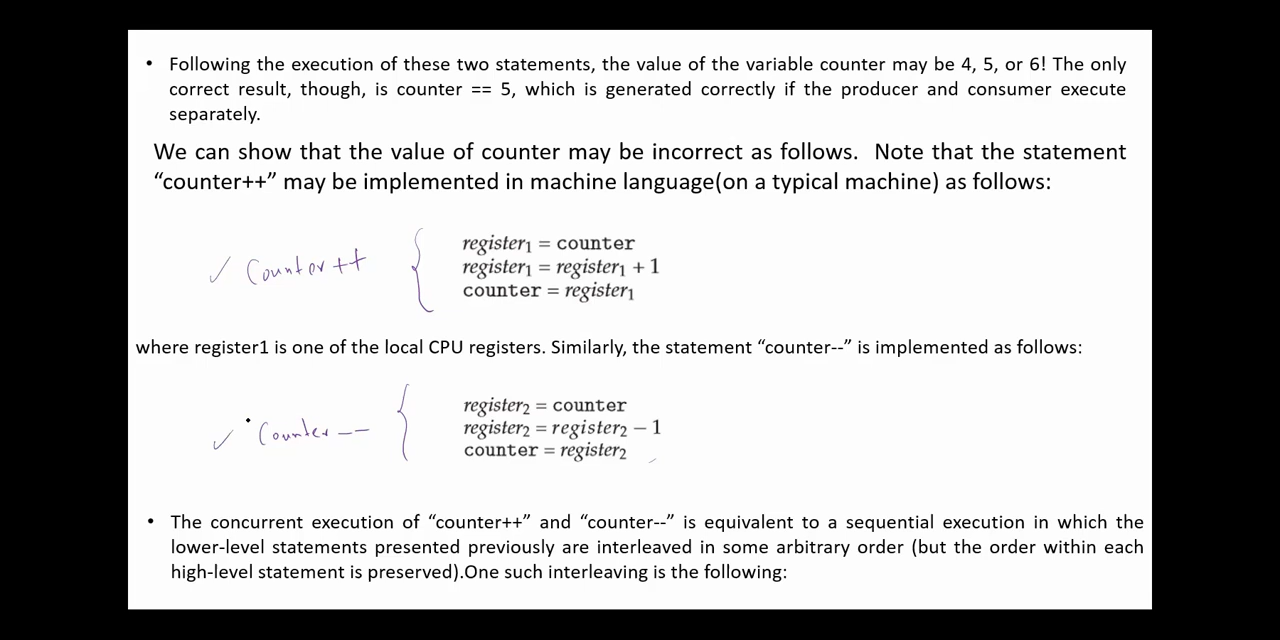 • Following the execution of these two statements, the value of the variable counter may be 4, 5, or 6! The only
correct result, though, is counter == 5, which is generated correctly if the producer and consumer execute
separately.
We can show that the value of counter may be incorrect as follows. Note that the statement
“counter++” may be implemented in machine language(on a typical machine) as follows:
register₁ = counter
✓ Counter ++ { register₁ = register₁ + 1
counter = register₁
where register1 is one of the local CPU registers. Similarly, the statement “counter--” is implemented as follows:
register₂ = counter
✓ Counter -- { register₂ = register₂ − 1
counter = register₂
• The concurrent execution of “counter++” and “counter--” is equivalent to a sequential execution in which the
lower-level statements presented previously are interleaved in some arbitrary order (but the order within each
high-level statement is preserved).One such interleaving is the following: